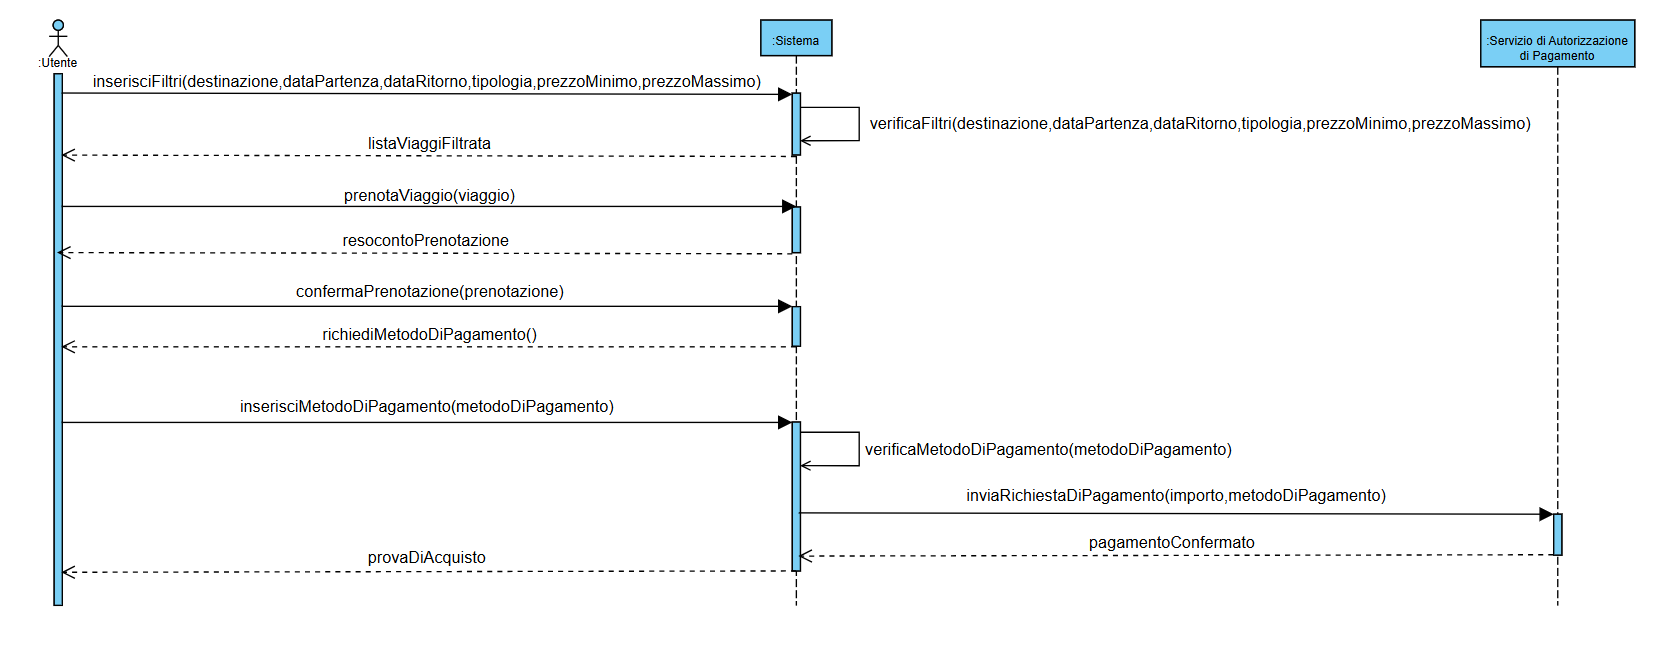 :Utente
:Sistema
:Servizio di Autorizzazione
di Pagamento
inserisciFiltri(destinazione,dataPartenza,dataRitorno,tipologia,prezzoMinimo,prezzoMassimo)
verificaFiltri(destinazione,dataPartenza,dataRitorno,tipologia,prezzoMinimo,prezzoMassimo)
listaViaggiFiltrata
prenotaViaggio(viaggio)
resocontoPrenotazione
confermaPrenotazione(prenotazione)
richiediMetodoDiPagamento()
inserisciMetodoDiPagamento(metodoDiPagamento)
verificaMetodoDiPagamento(metodoDiPagamento)
inviaRichiestaDiPagamento(importo,metodoDiPagamento)
pagamentoConfermato
provaDiAcquisto